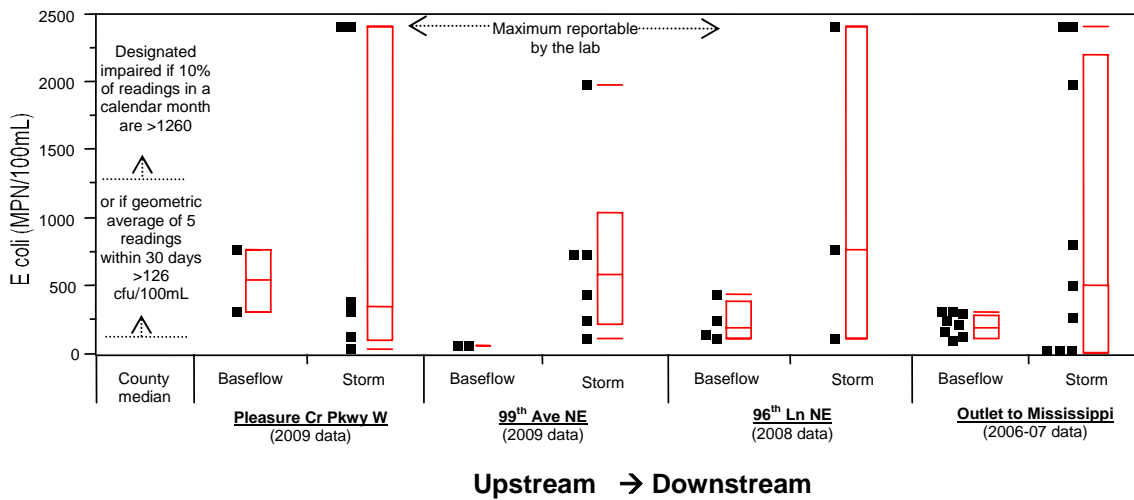 2500
2000
1500
1000
500
0
E coli (MPN/100mL)
Designated
impaired if 10%
of readings in a
calendar month
are >1260
or if geometric
average of 5
readings
within 30 days
>126
cfu/100mL
Maximum reportable
by the lab
County
median
Baseflow
Storm
Baseflow
Storm
Baseflow
Storm
Baseflow
Storm
Pleasure Cr Pkwy W
(2009 data)
99th Ave NE
(2009 data)
96th Ln NE
(2008 data)
Outlet to Mississippi
(2006-07 data)
Upstream → Downstream